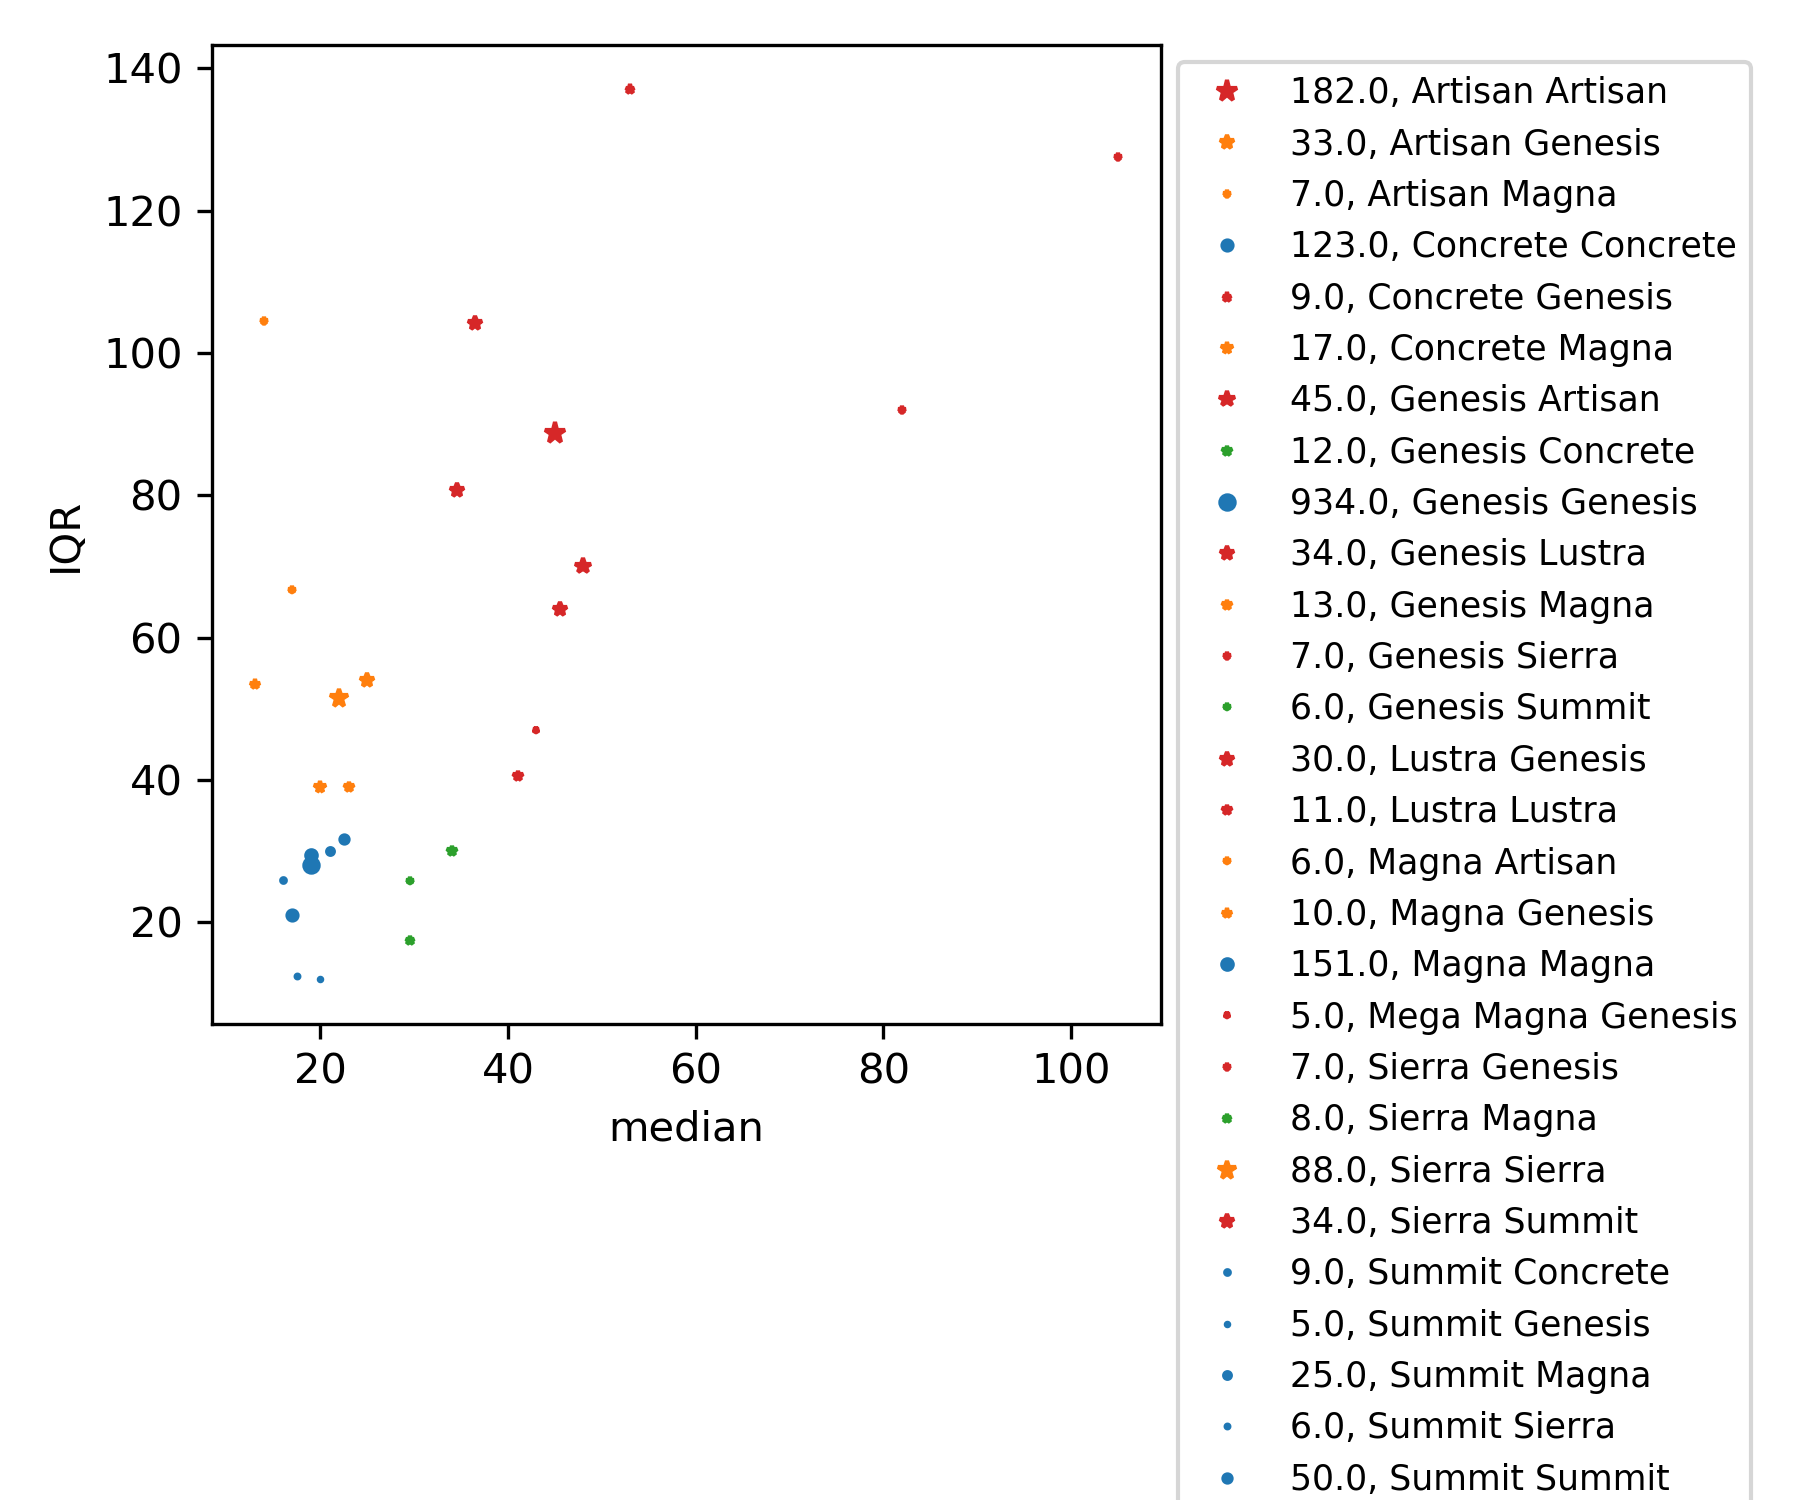 140
120
100
80
60
40
20
IQR
20 40 60 80 100
median
182.0, Artisan Artisan
33.0, Artisan Genesis
7.0, Artisan Magna
123.0, Concrete Concrete
9.0, Concrete Genesis
17.0, Concrete Magna
45.0, Genesis Artisan
12.0, Genesis Concrete
934.0, Genesis Genesis
34.0, Genesis Lustra
13.0, Genesis Magna
7.0, Genesis Sierra
6.0, Genesis Summit
30.0, Lustra Genesis
11.0, Lustra Lustra
6.0, Magna Artisan
10.0, Magna Genesis
151.0, Magna Magna
5.0, Mega Magna Genesis
7.0, Sierra Genesis
8.0, Sierra Magna
88.0, Sierra Sierra
34.0, Sierra Summit
9.0, Summit Concrete
5.0, Summit Genesis
25.0, Summit Magna
6.0, Summit Sierra
50.0, Summit Summit